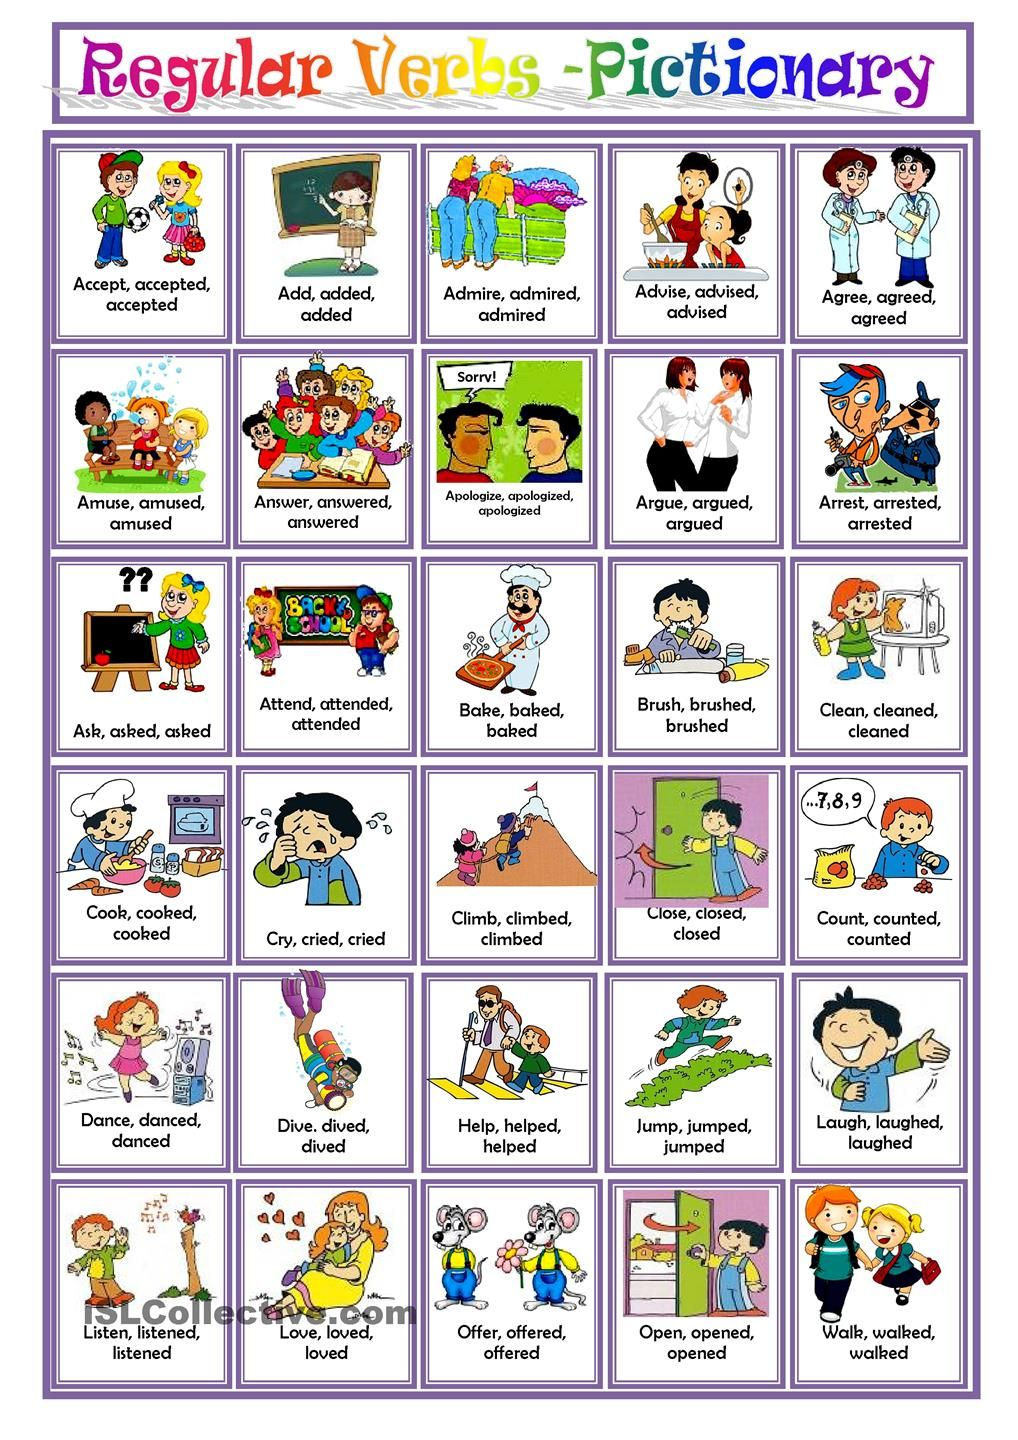 Regular Verbs -Pictionary
Accept, accepted,
accepted
Add, added,
added
Admire, admired,
admired
Advise, advised,
advised
Agree, agreed,
agreed
Amuse, amused,
amused
Answer, answered,
answered
Sorry!
Apologize, apologized,
apologized
Argue, argued,
argued
Arrest, arrested,
arrested
??
Ask, asked, asked
BACK 2
SCHOOL
Attend, attended,
attended
Bake, baked,
baked
Brush, brushed,
brushed
Clean, cleaned,
cleaned
Cook, cooked,
cooked
Cry, cried, cried
Climb, climbed,
climbed
Close, closed,
closed
...7,8,9
Count, counted,
counted
Dance, danced,
danced
Dive. dived,
dived
Help, helped,
helped
Jump, jumped,
jumped
Laugh, laughed,
laughed
iSLCollective.com
Listen, listened,
listened
Love, loved,
loved
Offer, offered,
offered
Open, opened,
opened
Walk, walked,
walked